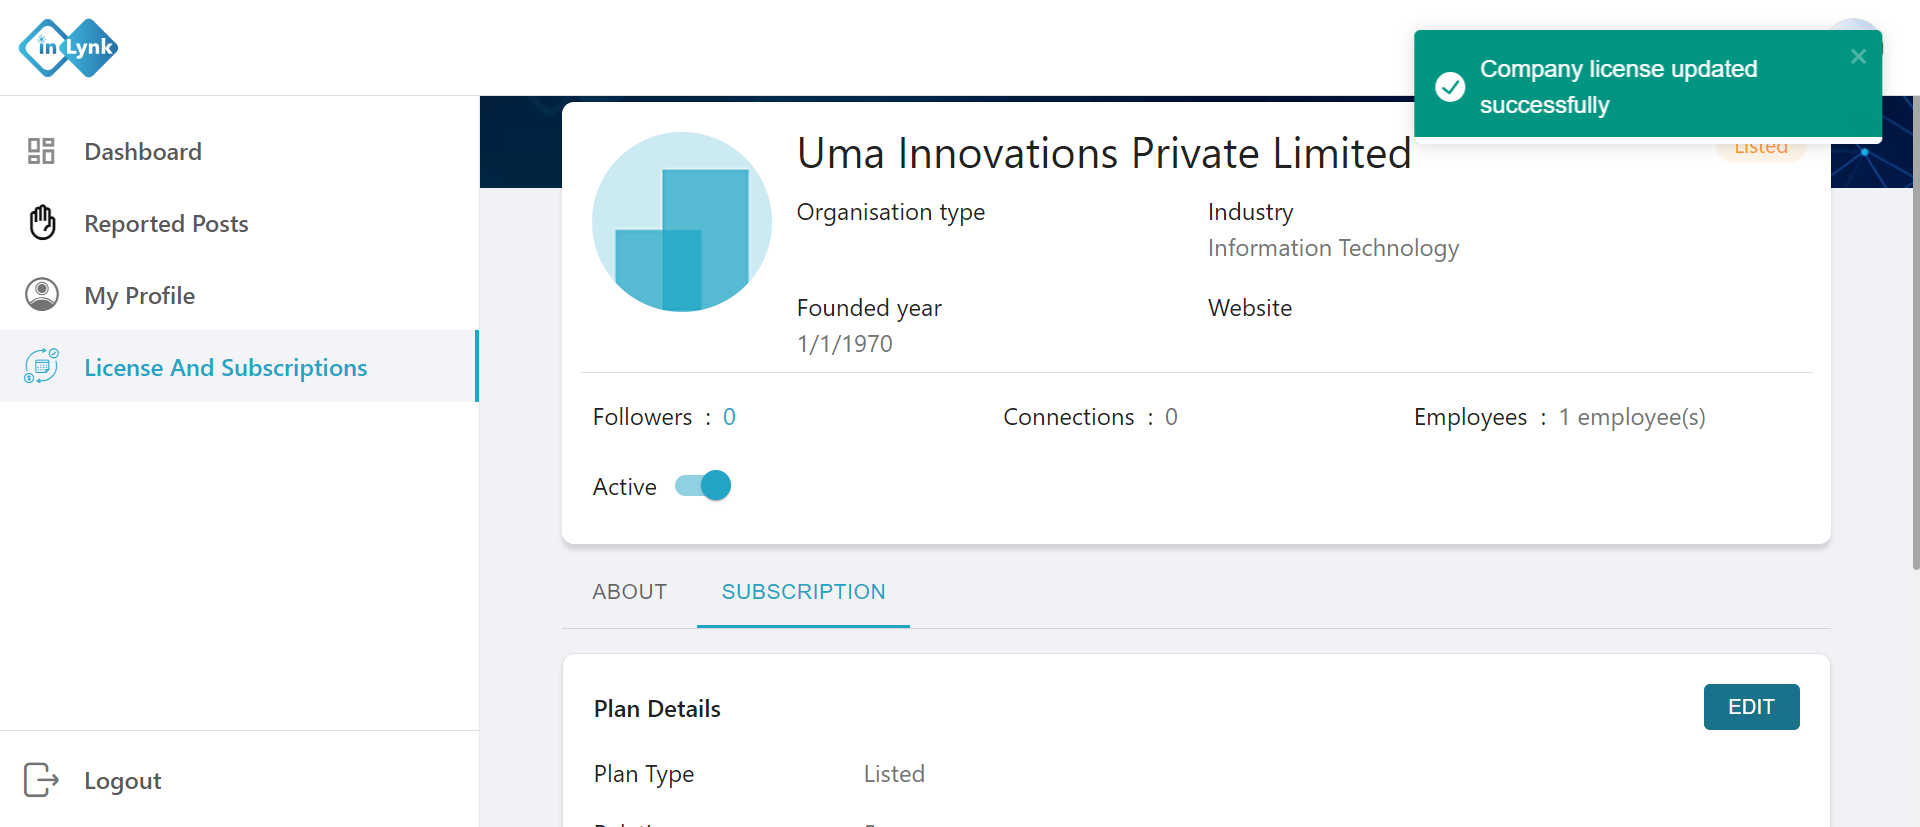 in Lynk
Company license updated
successfully
Dashboard
Reported Posts
My Profile
License And Subscriptions
Logout
Uma Innovations Private Limited
Listed
Organisation type
Industry
Information Technology
Founded year
Website
1/1/1970
Followers : 0
Connections : 0
Employees : 1 employee(s)
Active
ABOUT
SUBSCRIPTION
Plan Details
EDIT
Plan Type
Listed